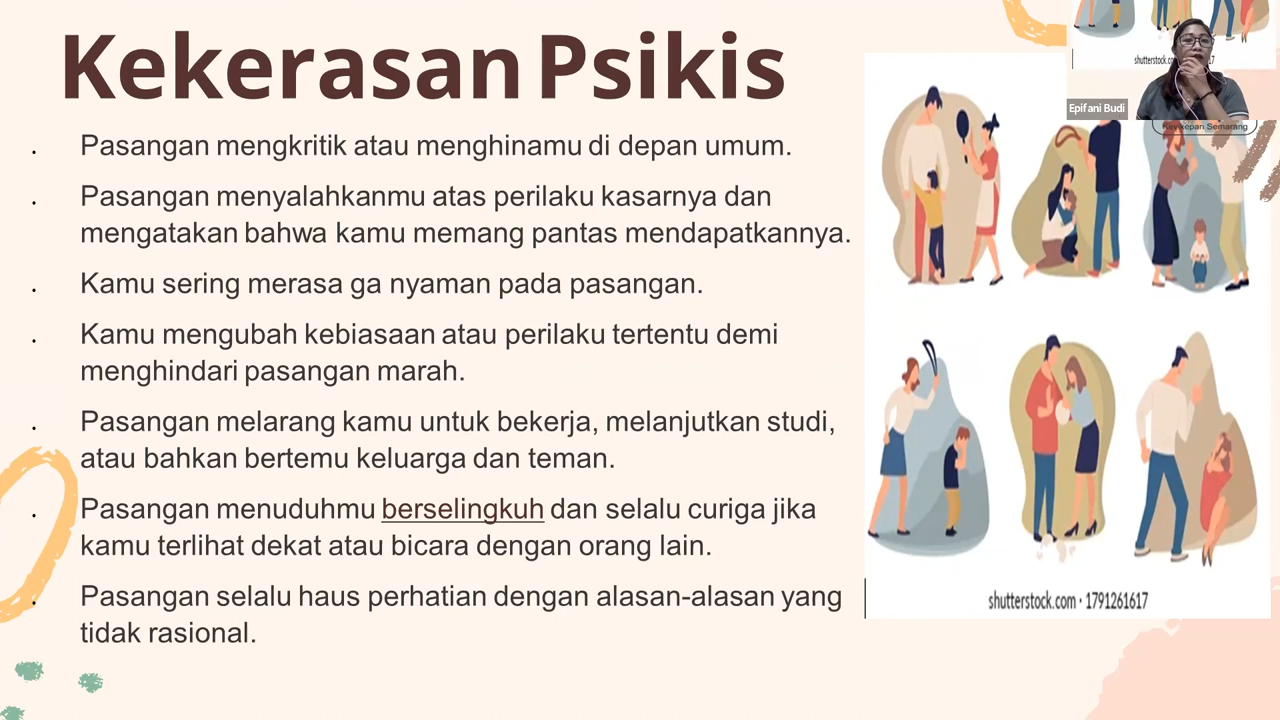 Kekerasan Psikis
• Pasangan mengkritik atau menghinamu di depan umum.
• Pasangan menyalahkanmu atas perilaku kasarnya dan
mengatakan bahwa kamu memang pantas mendapatkannya.
• Kamu sering merasa ga nyaman pada pasangan.
• Kamu mengubah kebiasaan atau perilaku tertentu demi
menghindari pasangan marah.
• Pasangan melarang kamu untuk bekerja, melanjutkan studi,
atau bahkan bertemu keluarga dan teman.
• Pasangan menuduhmu berselingkuh dan selalu curiga jika
kamu terlihat dekat atau bicara dengan orang lain.
• Pasangan selalu haus perhatian dengan alasan-alasan yang
tidak rasional.
Epifani Budi
Semarang
shutterstock.com · 1791261617